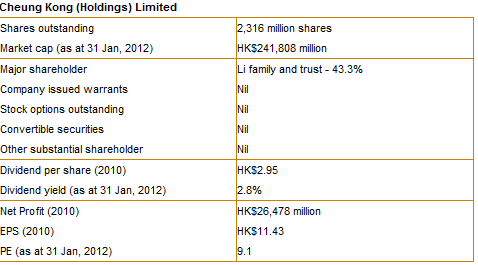 Cheung Kong (Holdings) Limited
Shares outstanding 2,316 million shares
Market cap (as at 31 Jan, 2012) HK$241,808 million
Major shareholder Li family and trust - 43.3%
Company issued warrants Nil
Stock options outstanding Nil
Convertible securities Nil
Other substantial shareholder Nil
Dividend per share (2010) HK$2.95
Dividend yield (as at 31 Jan, 2012) 2.8%
Net Profit (2010) HK$26,478 million
EPS (2010) HK$11.43
PE (as at 31 Jan, 2012) 9.1